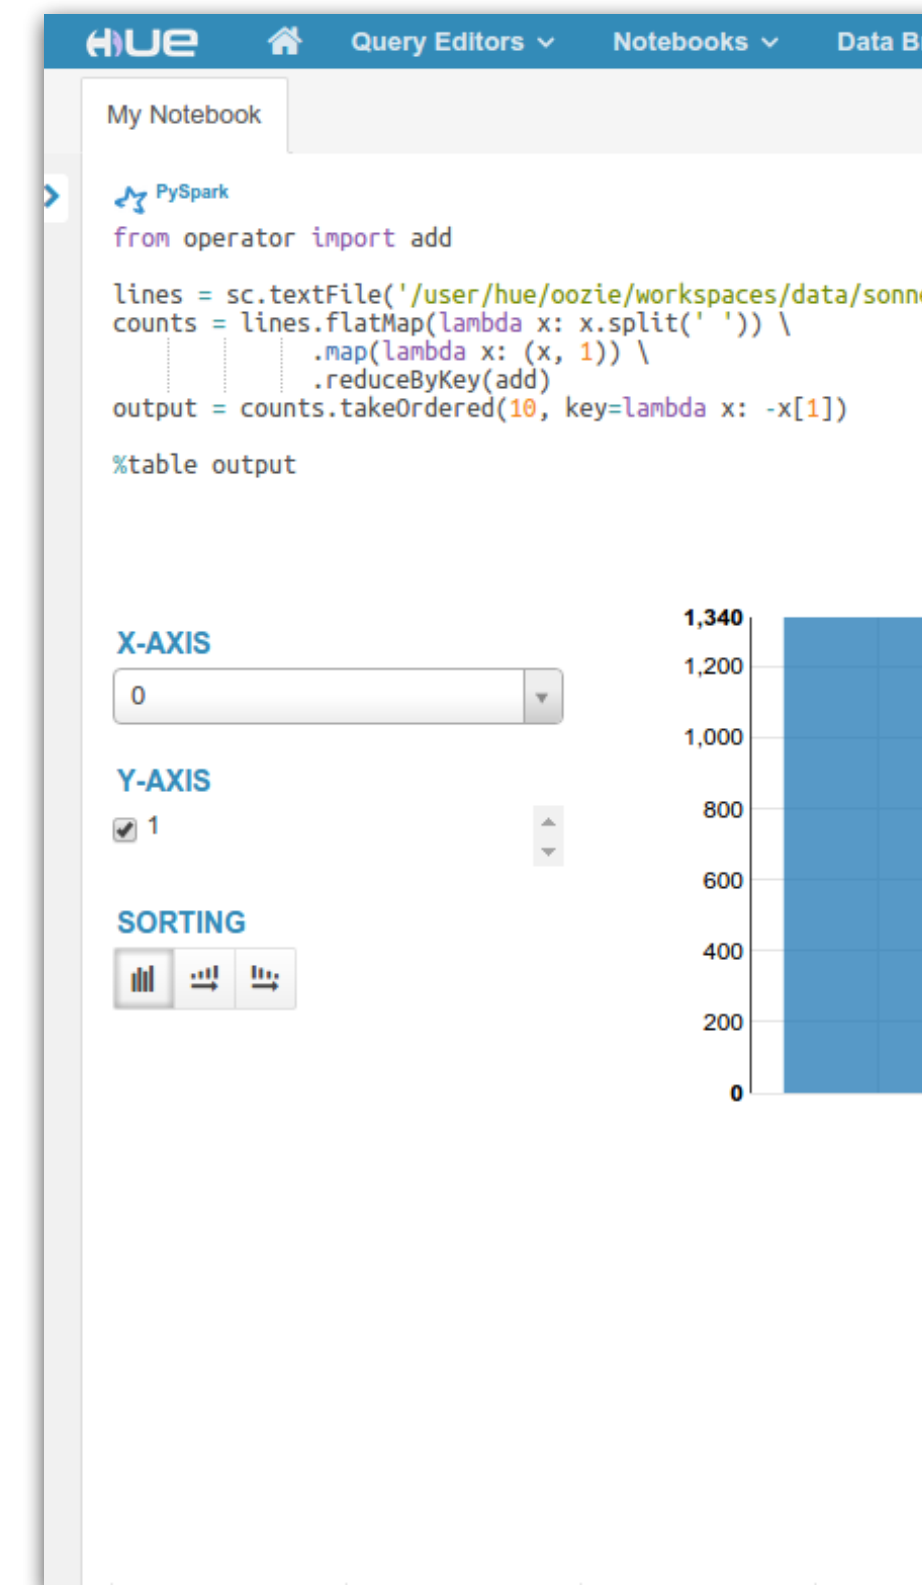 HUE Query Editors Notebooks Data B
My Notebook
PySpark
from operator import add
lines = sc.textFile('/user/hue/oozie/workspaces/data/sonn
counts = lines.flatMap(lambda x: x.split(' ')) \
.map(lambda x: (x, 1)) \
.reduceByKey(add)
output = counts.takeOrdered(10, key=lambda x: -x[1])
%table output
X-AXIS
0
Y-AXIS
1
SORTING
1,340
1,200
1,000
800
600
400
200
0